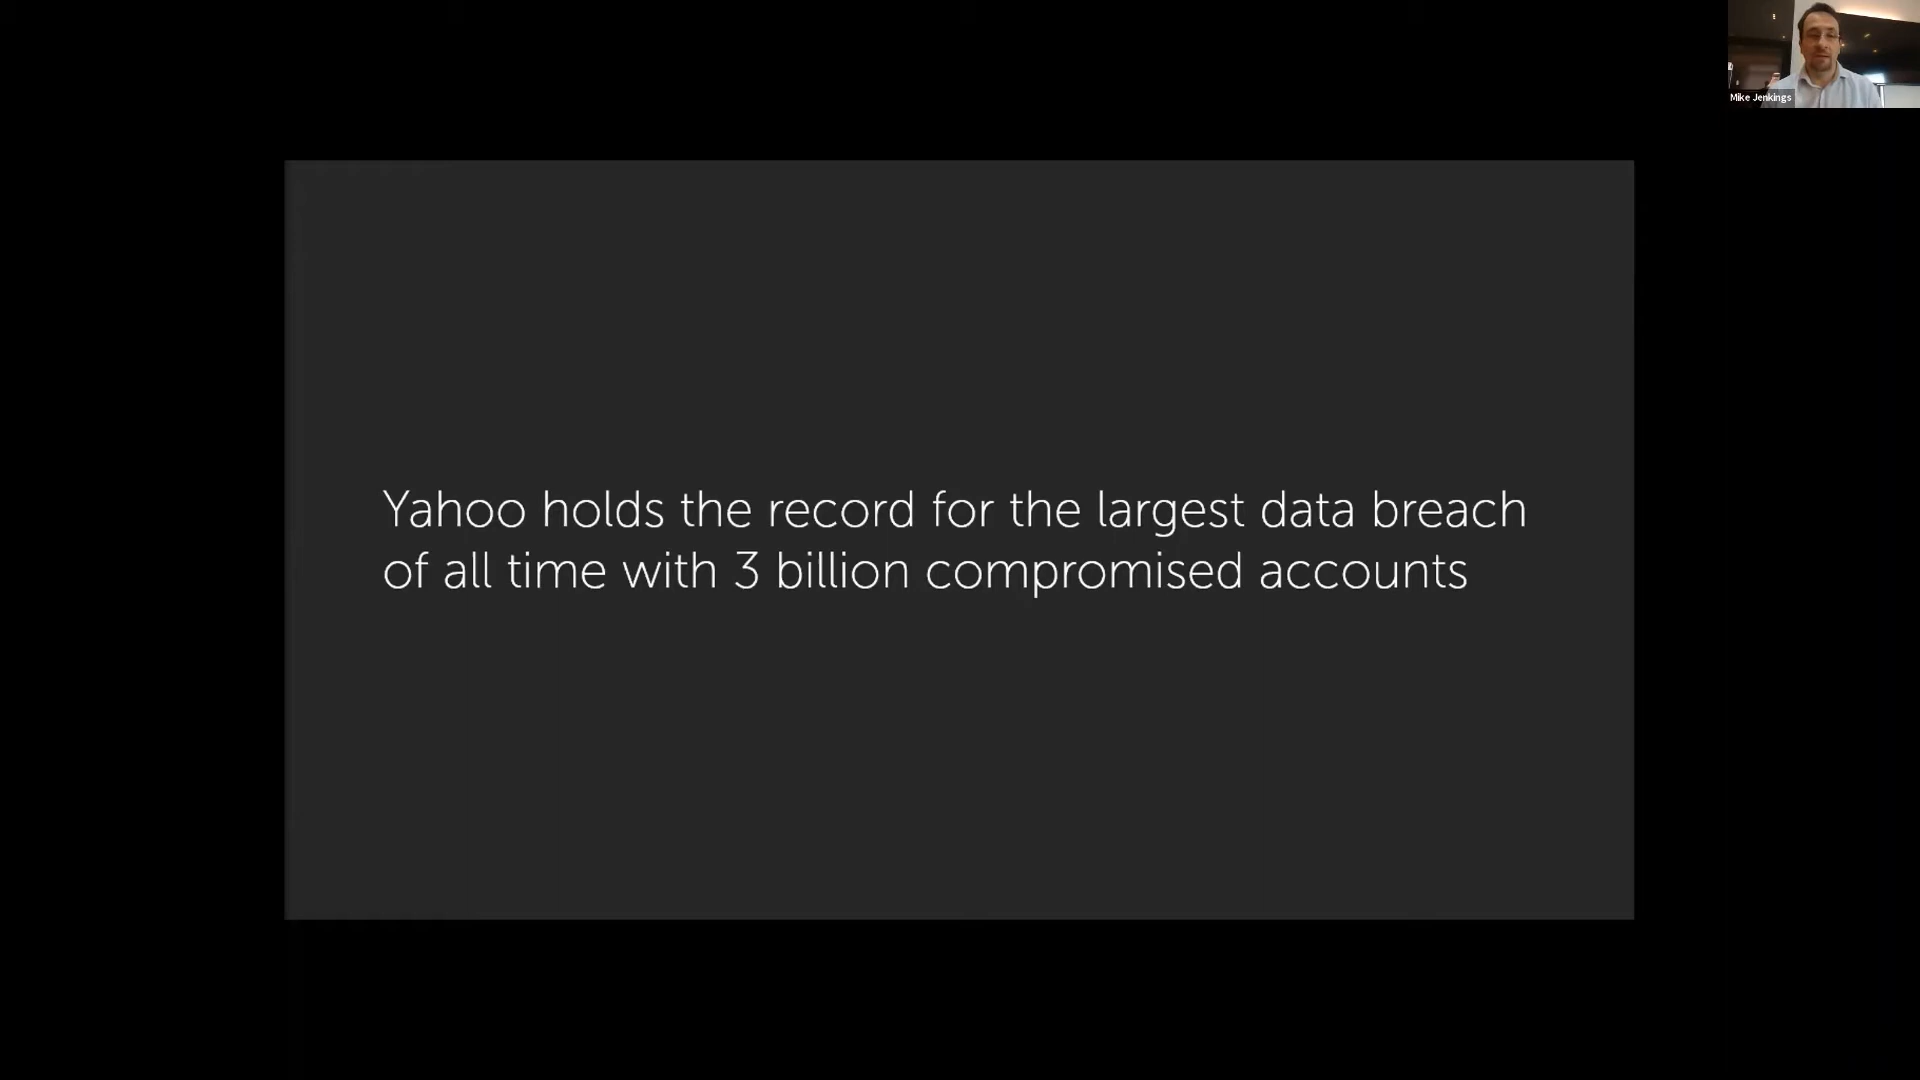 Mike Jenkings
Yahoo holds the record for the largest data breach
of all time with 3 billion compromised accounts